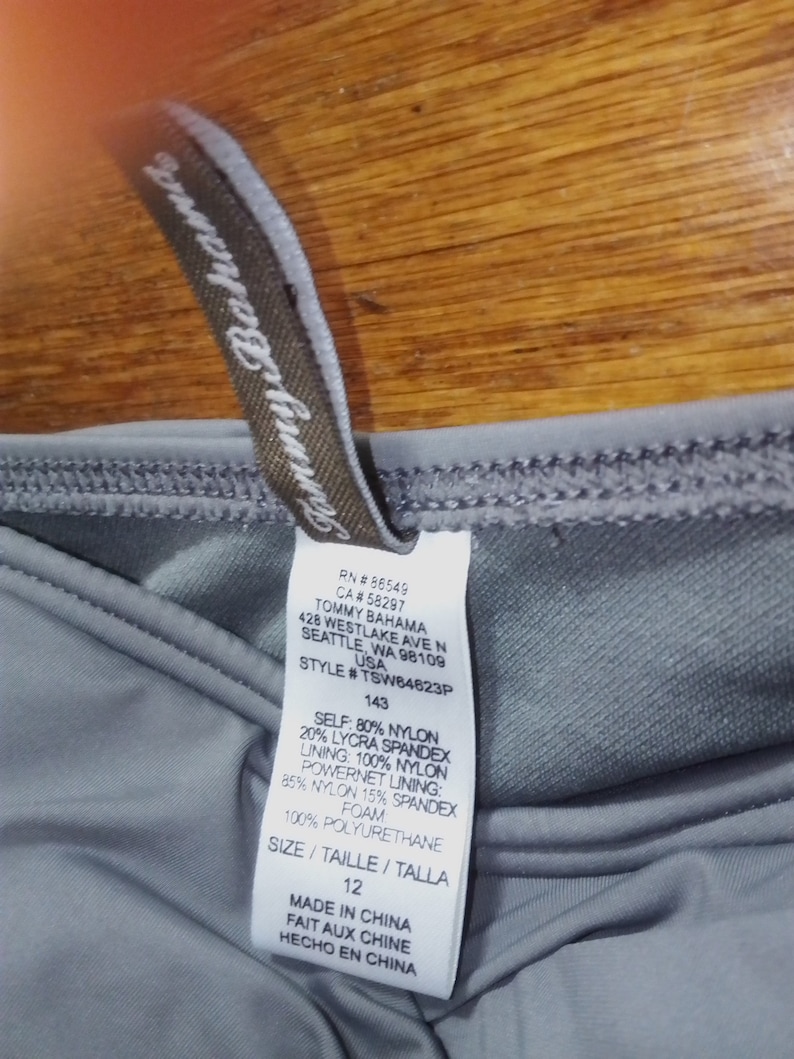 Tommy Bahama®
RN # 86549
CA # 58297
TOMMY BAHAMA
428 WESTLAKE AVE N
SEATTLE, WA 98109
USA
STYLE # TSW64623P
143
SELF: 80% NYLON
20% LYCRA SPANDEX
LINING: 100% NYLON
POWERNET LINING:
85% NYLON 15% SPANDEX
FOAM:
100% POLYURETHANE
SIZE / TAILLE / TALLA
12
MADE IN CHINA
FAIT AUX CHINE
HECHO EN CHINA